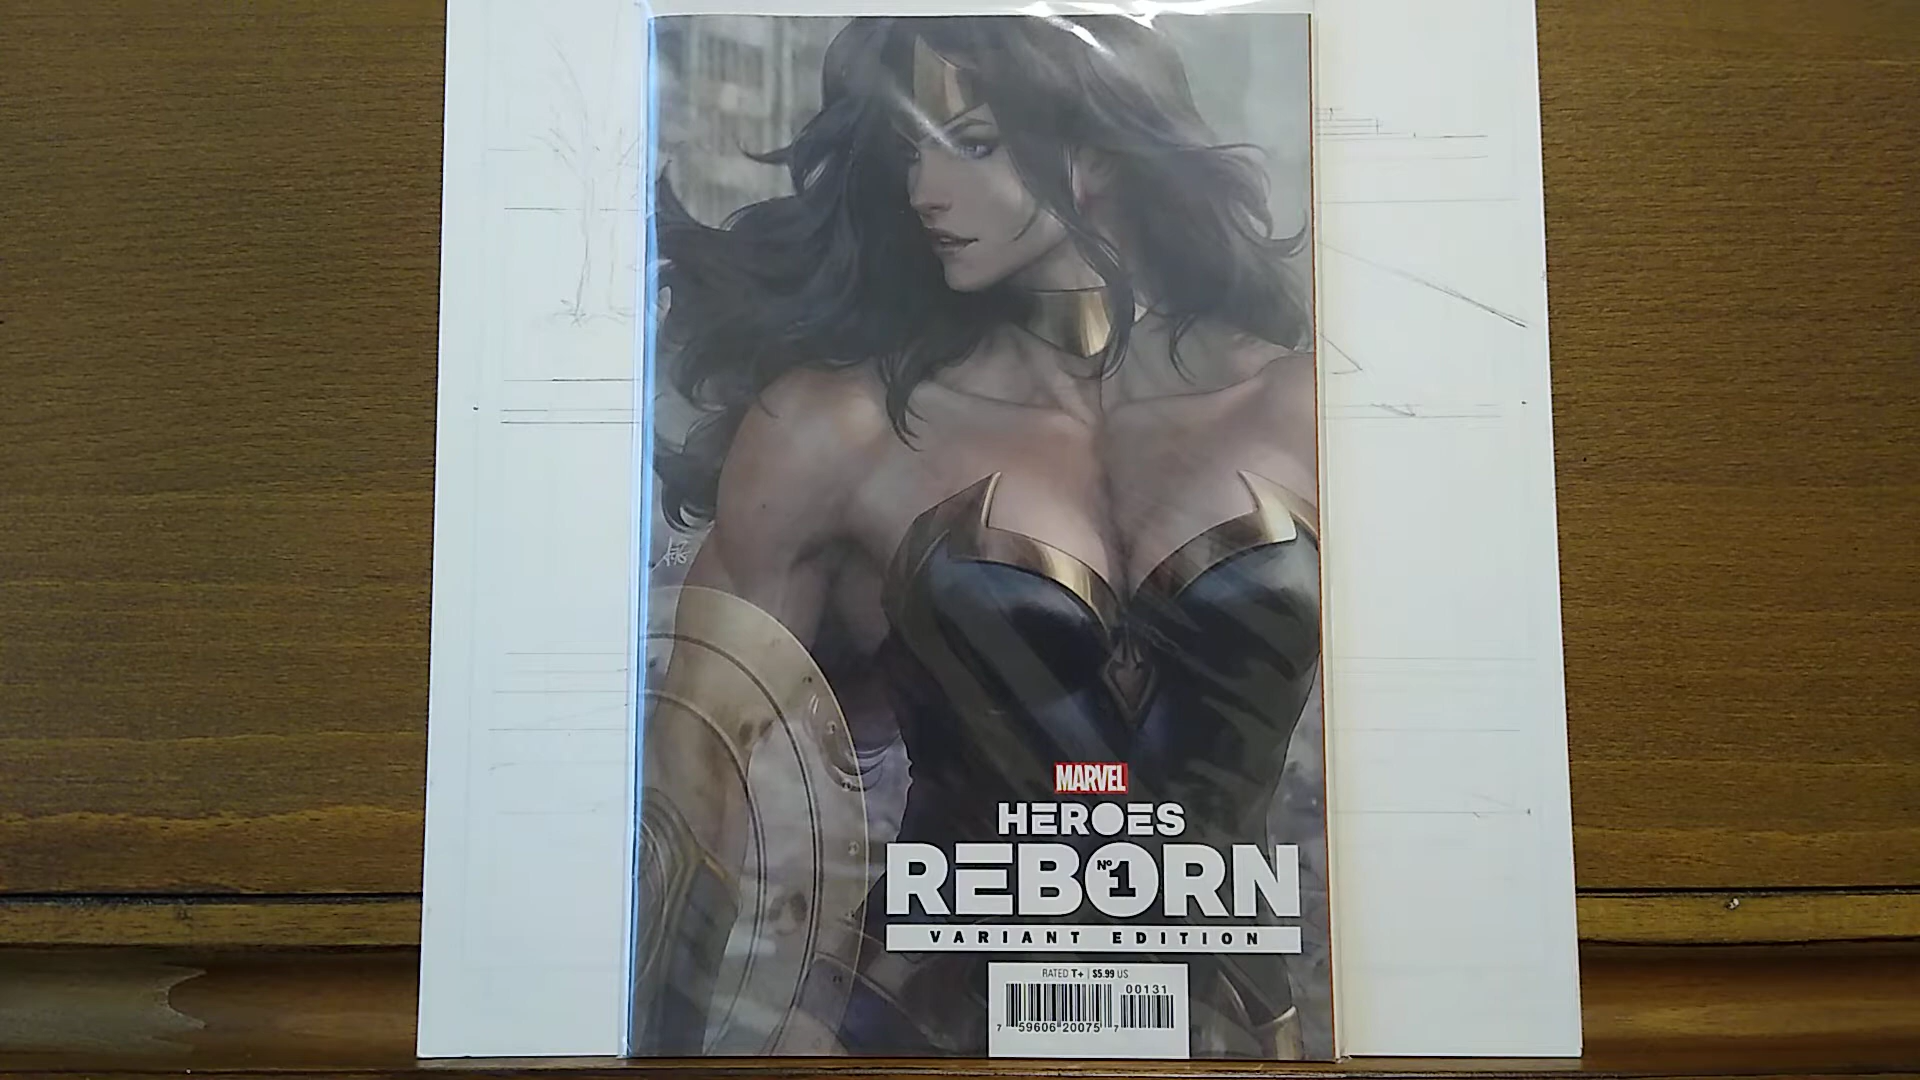 MARVEL
HEROES
REBORN
Nº1
VARIANT EDITION
RATED T+ | $5.99 US
00131
7 59606 20075 7